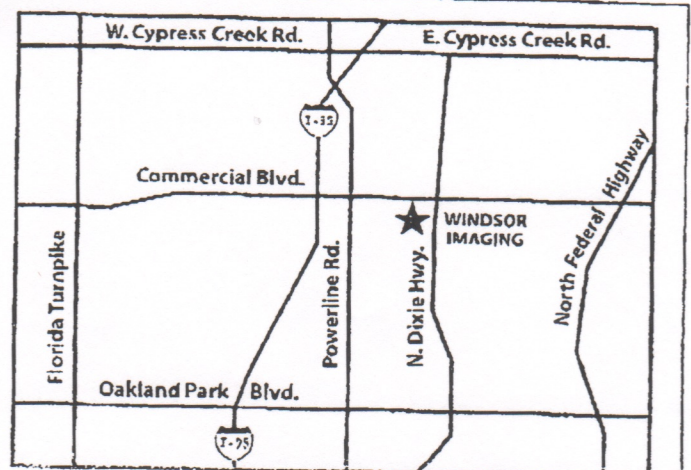 W. Cypress Creek Rd.
E. Cypress Creek Rd.
I-95
Commercial Blvd.
WINDSOR
IMAGING
Florida Turnpike
Powerline Rd.
N. Dixie Hwy.
North Federal Highway
Oakland Park Blvd.
I-95